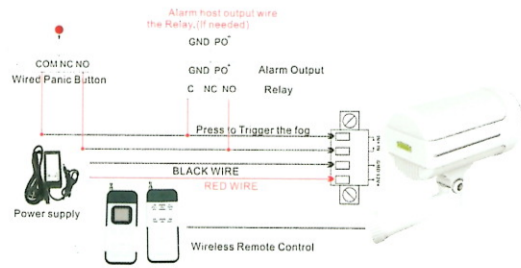 Alarm host output wire
the Relay,(If needed)
GND PO
COM NC NO
GND PO
Alarm Output
Wired Panic Button
C NC NO
Relay
Press to Trigger the fog
BLACK WIRE
RED WIRE
Power supply
Wireless Remote Control